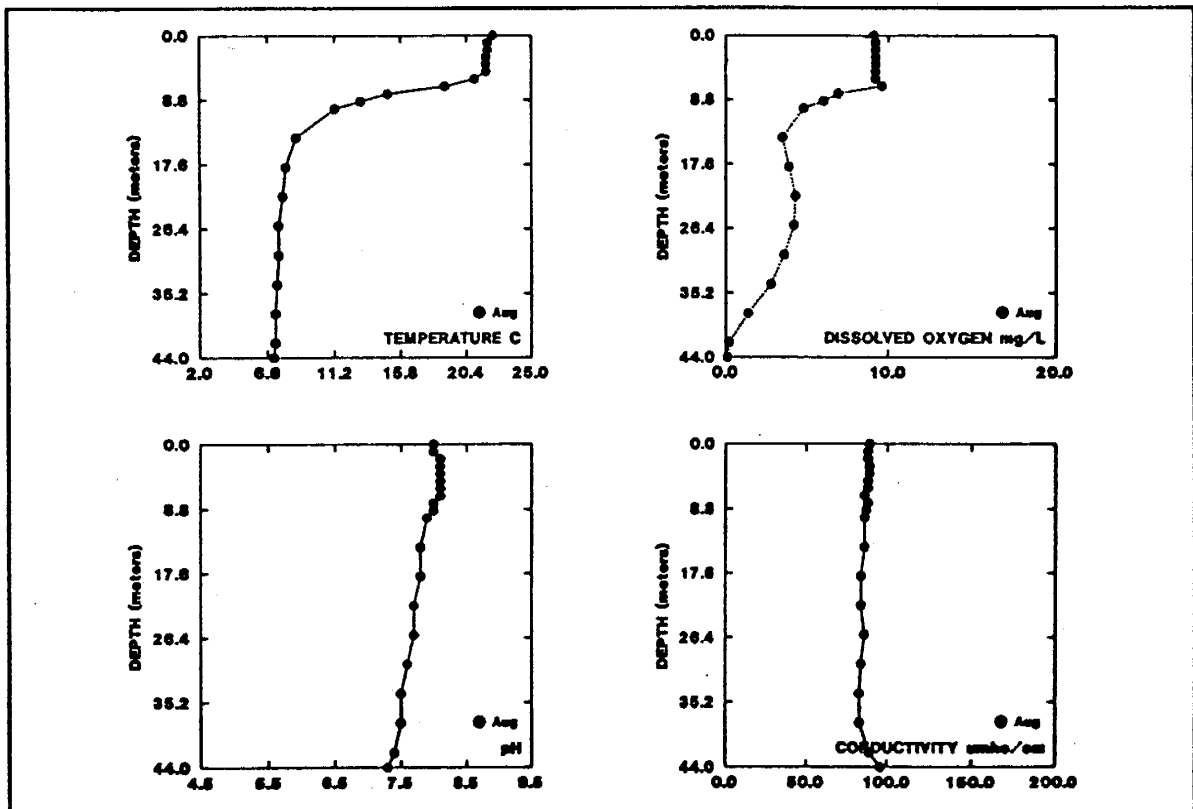 0.0
8.8
17.6
26.4
35.2
44.0
DEPTH (meters)
Aug
TEMPERATURE C
2.0 6.6 11.2 15.8 20.4 25.0
0.0
8.8
17.6
26.4
35.2
44.0
DEPTH (meters)
Aug
DISSOLVED OXYGEN mg/L
0.0 10.0 20.0
0.0
8.8
17.6
26.4
35.2
44.0
DEPTH (meters)
Aug
pH
4.5 5.5 6.5 7.5 8.5 9.5
0.0
8.8
17.6
26.4
35.2
44.0
DEPTH (meters)
Aug
CONDUCTIVITY umho/cm
0.0 50.0 100.0 150.0 200.0